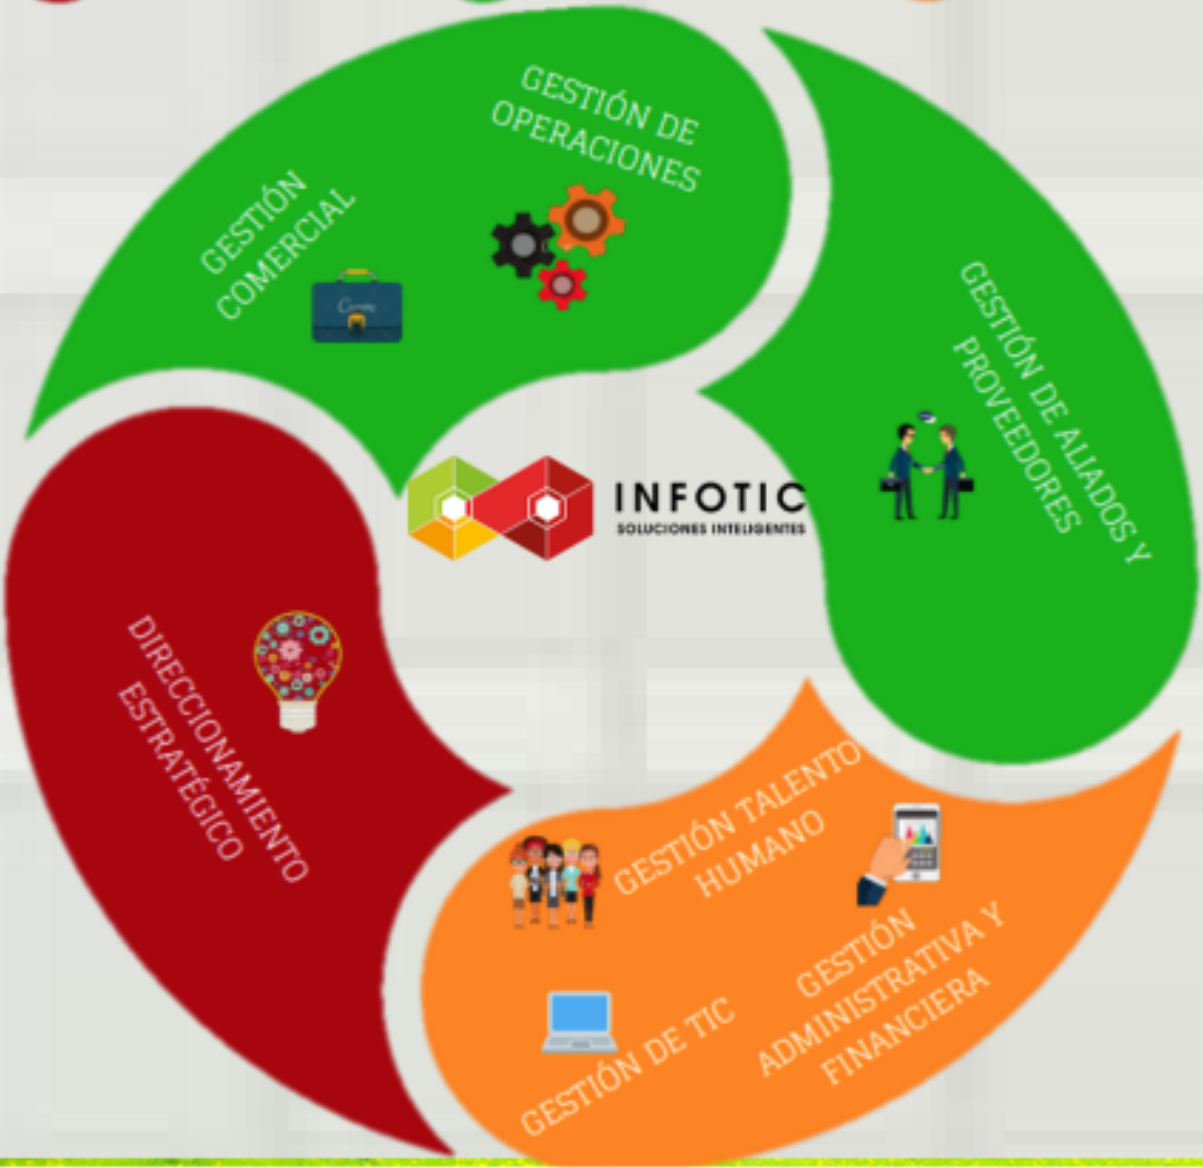 GESTIÓN DE
OPERACIONES
GESTIÓN
COMERCIAL
GESTIÓN DE ALIADOS Y
PROVEEDORES
INFOTIC
SOLUCIONES INTELIGENTES
DIRECCIONAMIENTO
ESTRATÉGICO
GESTIÓN TALENTO
HUMANO
GESTIÓN
ADMINISTRATIVA Y
FINANCIERA
GESTIÓN DE TIC